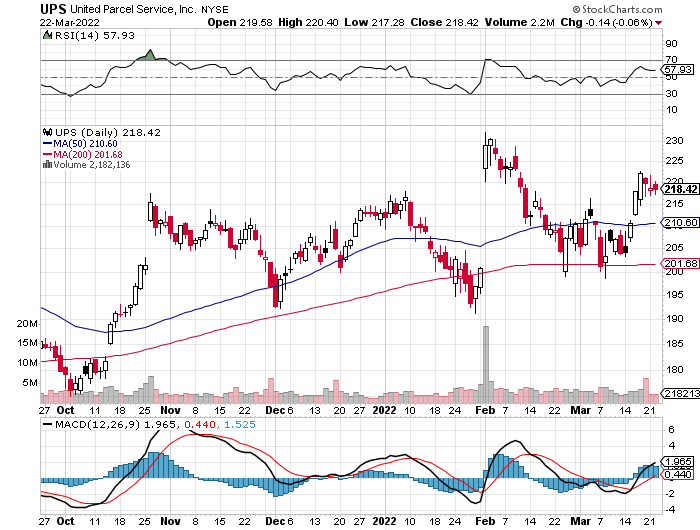 UPS United Parcel Service, Inc. NYSE © StockCharts.com
22-Mar-2022 Open 219.58 High 220.40 Low 217.28 Close 218.42 Volume 2.2M Chg -0.14 (-0.06%)
RSI(14) 57.93
90
70
57.93
50
30
10
UPS (Daily) 218.42
MA(50) 210.60
MA(200) 201.68
Volume 2,182,136
230
225
220
218.42
215
210.60
205
201.68
200
195
190
185
180
175
20M
15M
10M
5M
218213
27 Oct 11 18 25 Nov 8 15 22 Dec 6 13 20 27 2022 10 18 24 Feb 7 14 22 Mar 7 14 21
MACD(12,26,9) 1.965, 0.440, 1.525
6
4
1.965
0.440
-2
-4
27 Oct 11 18 25 Nov 8 15 22 Dec 6 13 20 27 2022 10 18 24 Feb 7 14 22 Mar 7 14 21